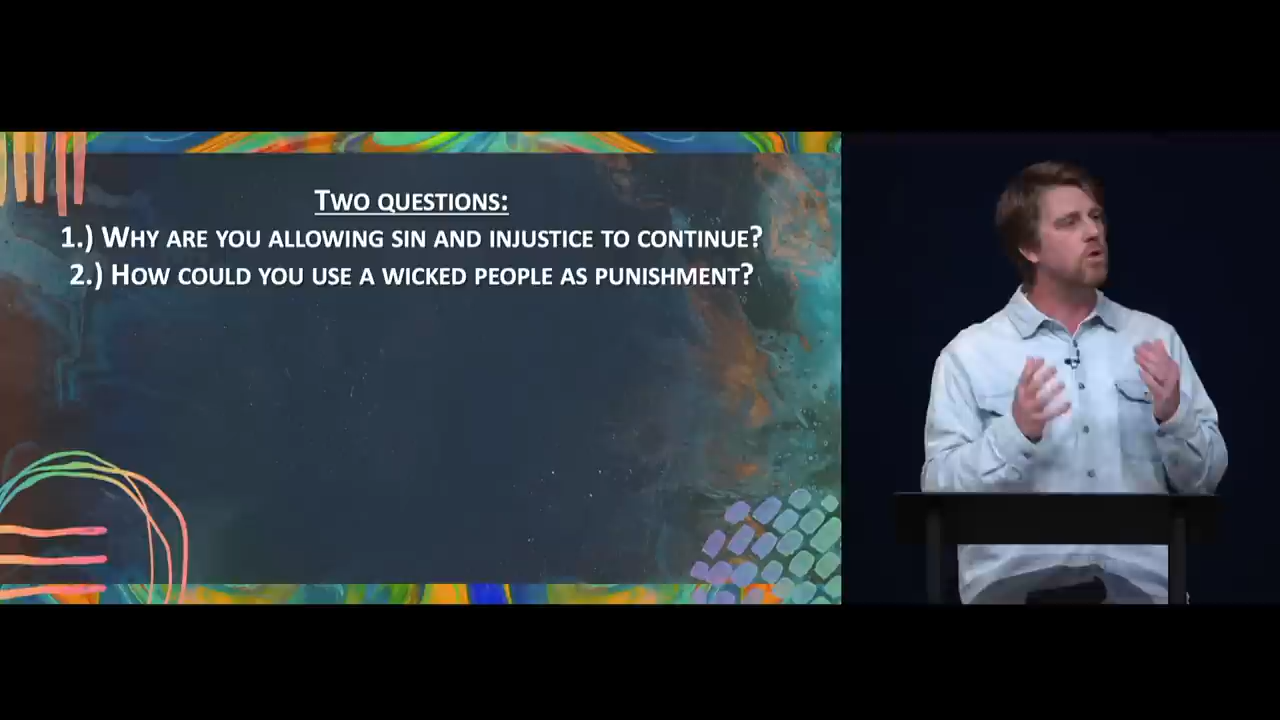 Two questions:
1.) Why are you allowing sin and injustice to continue?
2.) How could you use a wicked people as punishment?